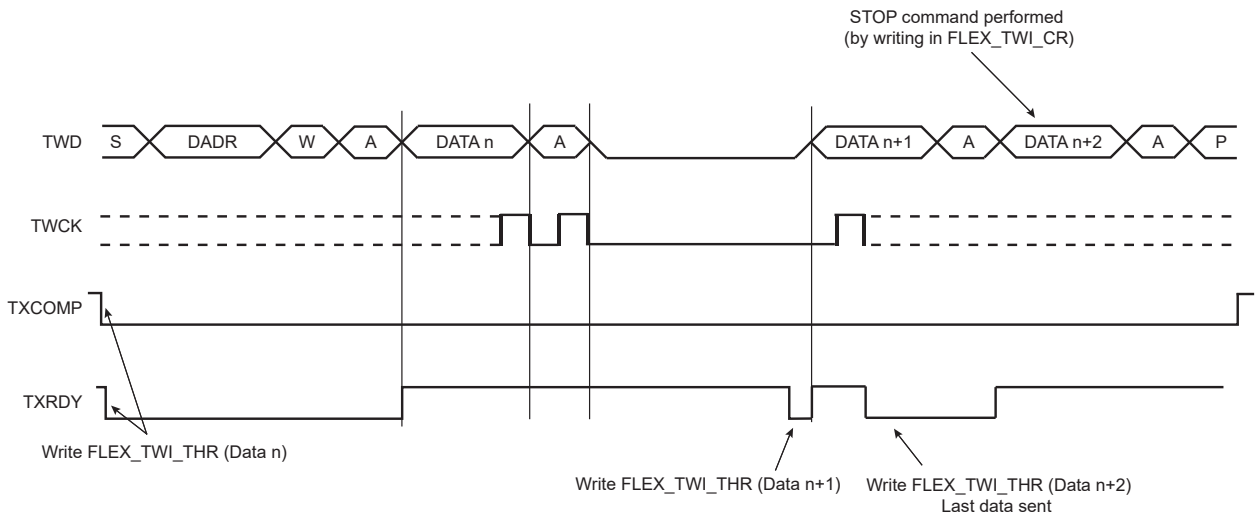 STOP command performed
(by writing in FLEX_TWI_CR)
TWD S DADR W A DATA n A DATA n+1 A DATA n+2 A P
TWCK
TXCOMP
TXRDY
Write FLEX_TWI_THR (Data n)
Write FLEX_TWI_THR (Data n+1) Write FLEX_TWI_THR (Data n+2)
Last data sent